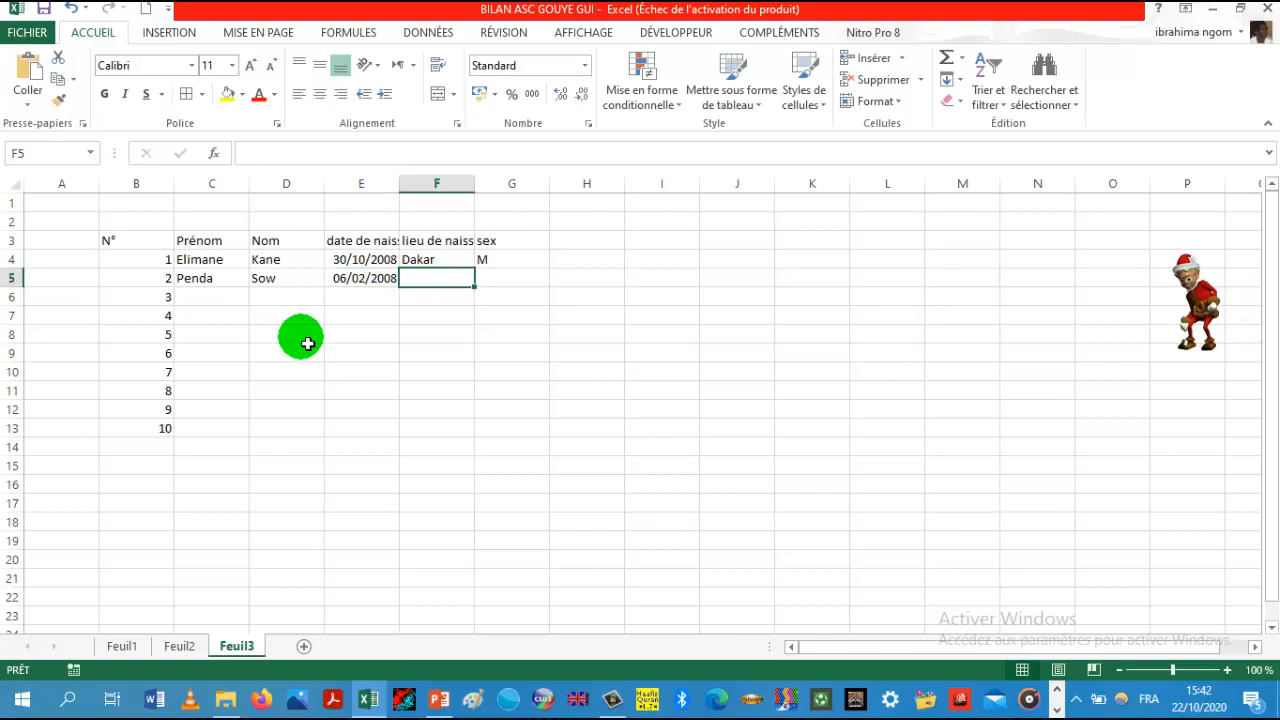 BILAN ASC GOUYE GUI - Excel (Échec de l'activation du produit)
FICHIER ACCUEIL INSERTION MISE EN PAGE FORMULES DONNÉES RÉVISION AFFICHAGE DÉVELOPPEUR COMPLÉMENTS Nitro Pro 8 ibrahima ngom
Coller
Calibri 11
Standard
Mise en forme conditionnelle
Mettre sous forme de tableau
Styles de cellules
Insérer
Supprimer
Format
Trier et filtrer
Rechercher et sélectionner
Presse-papiers Police Alignement Nombre Style Cellules Édition
F5
A B C D E F G H I J K L M N O P
1
2
3 N° Prénom Nom date de naiss lieu de naiss sex
4 1 Elimane Kane 30/10/2008 Dakar M
5 2 Penda Sow 06/02/2008
6 3
7 4
8 5
9 6
10 7
11 8
12 9
13 10
14
15
16
17
18
19
20
21
22
23
Activer Windows
Accédez aux paramètres pour activer Windows.
Feuil1 Feuil2 Feuil3
PRÊT 100 %
FRA 15:42
22/10/2020
5